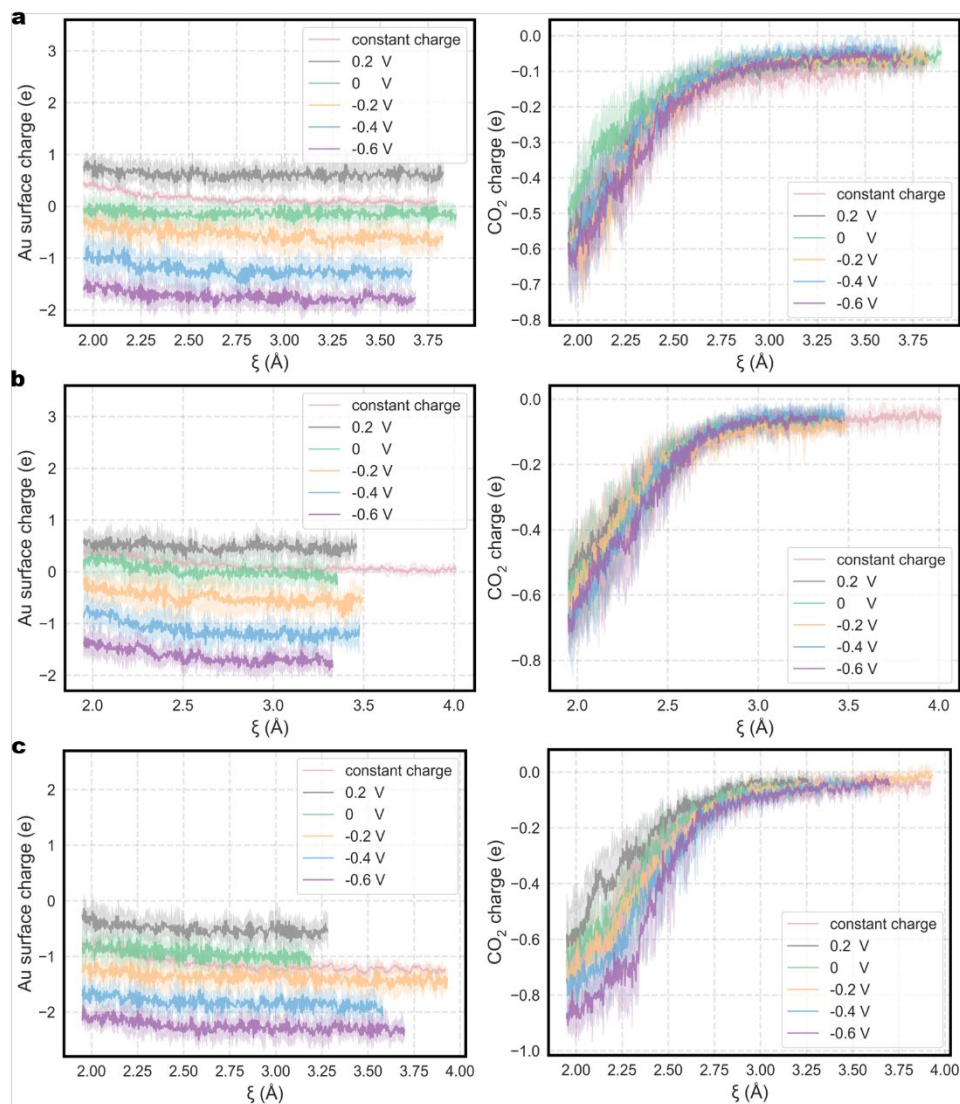 a
Au surface charge (e)
3
2
1
0
−1
−2
constant charge
0.2 V
0 V
-0.2 V
-0.4 V
-0.6 V
2.00 2.25 2.50 2.75 3.00 3.25 3.50 3.75
ξ (Å)
CO₂ charge (e)
0.0
−0.1
−0.2
−0.3
−0.4
−0.5
−0.6
−0.7
−0.8
constant charge
0.2 V
0 V
-0.2 V
-0.4 V
-0.6 V
2.00 2.25 2.50 2.75 3.00 3.25 3.50 3.75
ξ (Å)
b
Au surface charge (e)
3
2
1
0
−1
−2
constant charge
0.2 V
0 V
-0.2 V
-0.4 V
-0.6 V
2.0 2.5 3.0 3.5 4.0
ξ (Å)
CO₂ charge (e)
0.0
−0.2
−0.4
−0.6
−0.8
constant charge
0.2 V
0 V
-0.2 V
-0.4 V
-0.6 V
2.0 2.5 3.0 3.5 4.0
ξ (Å)
c
Au surface charge (e)
2
1
0
−1
−2
constant charge
0.2 V
0 V
-0.2 V
-0.4 V
-0.6 V
2.00 2.25 2.50 2.75 3.00 3.25 3.50 3.75 4.00
ξ (Å)
CO₂ charge (e)
0.0
−0.2
−0.4
−0.6
−0.8
−1.0
constant charge
0.2 V
0 V
-0.2 V
-0.4 V
-0.6 V
2.00 2.25 2.50 2.75 3.00 3.25 3.50 3.75 4.00
ξ (Å)